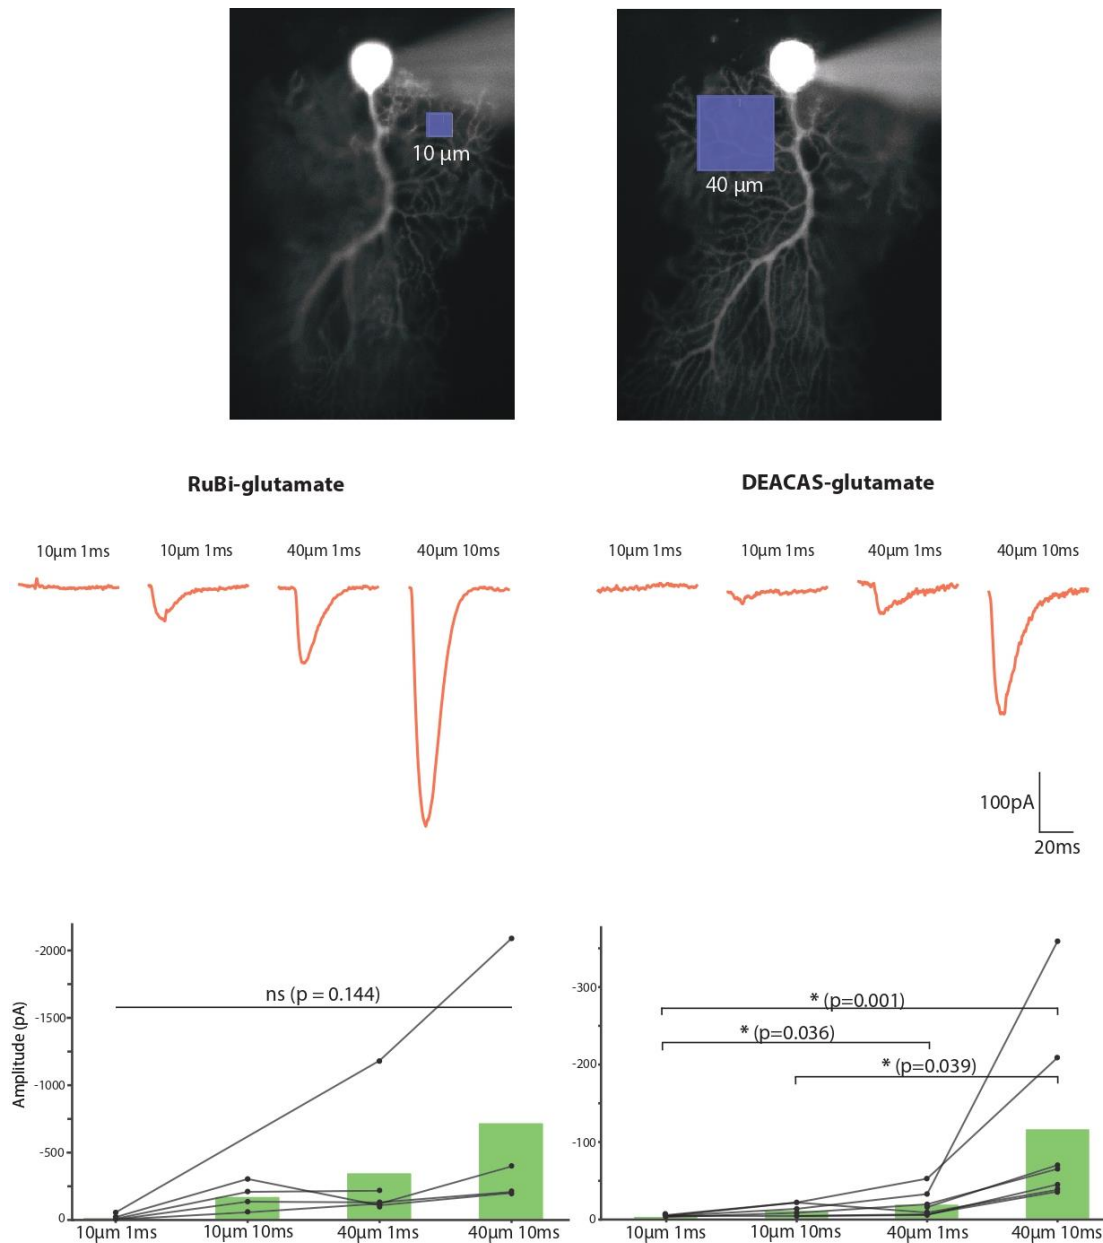 10 µm
40 µm
RuBi-glutamate
DEACAS-glutamate
10µm 1ms
10µm 1ms
40µm 1ms
40µm 10ms
10µm 1ms
10µm 1ms
40µm 1ms
40µm 10ms
100pA
20ms
Amplitude (pA)
-2000
-1500
-1000
-500
0
ns (p = 0.144)
10µm 1ms
10µm 10ms
40µm 1ms
40µm 10ms
-300
-200
-100
0
* (p=0.001)
* (p=0.036)
* (p=0.039)
10µm 1ms
10µm 10ms
40µm 1ms
40µm 10ms